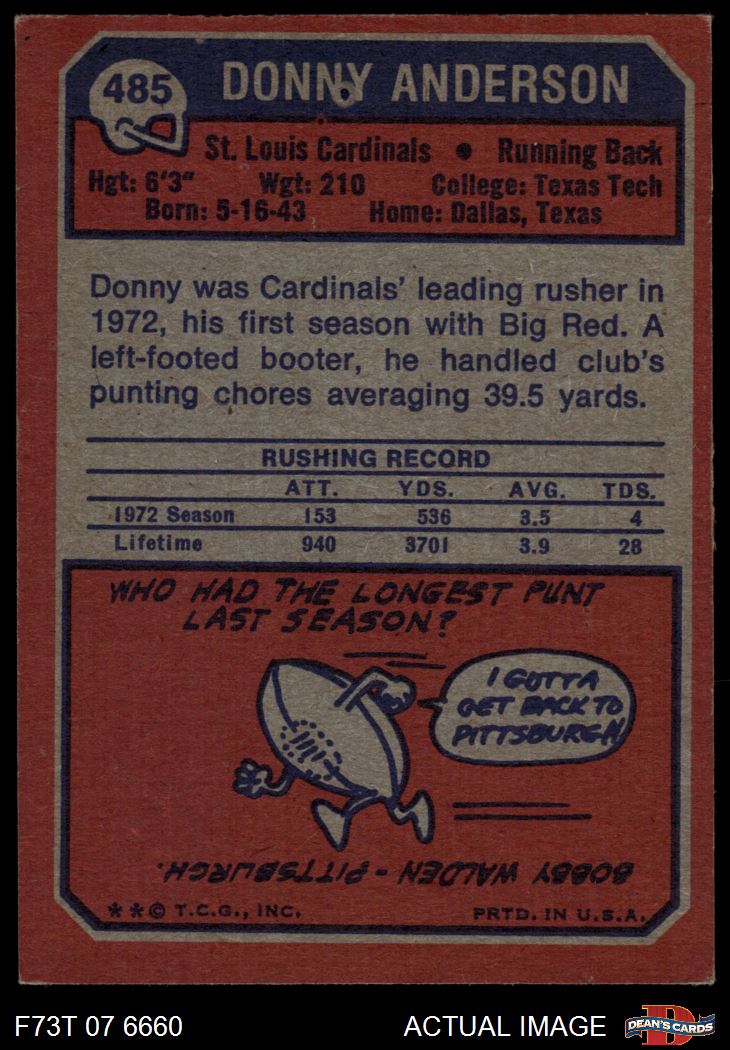 485
DONNY ANDERSON
St. Louis Cardinals • Running Back
Hgt: 6'3" Wgt: 210 College: Texas Tech
Born: 5-16-43 Home: Dallas, Texas
Donny was Cardinals' leading rusher in
1972, his first season with Big Red. A
left-footed booter, he handled club's
punting chores averaging 39.5 yards.
RUSHING RECORD
ATT. YDS. AVG. TDS.
1972 Season 153 536 3.5 4
Lifetime 940 3701 3.9 28
WHO HAD THE LONGEST PUNT
LAST SEASON?
I GOTTA
GET BACK TO
PITTSBURGH
BOBBY WALDEN - PITTSBURGH.
**© T.C.G., INC. PRTD. IN U.S.A.
F73T 07 6660 ACTUAL IMAGE
D
DEAN'S CARDS